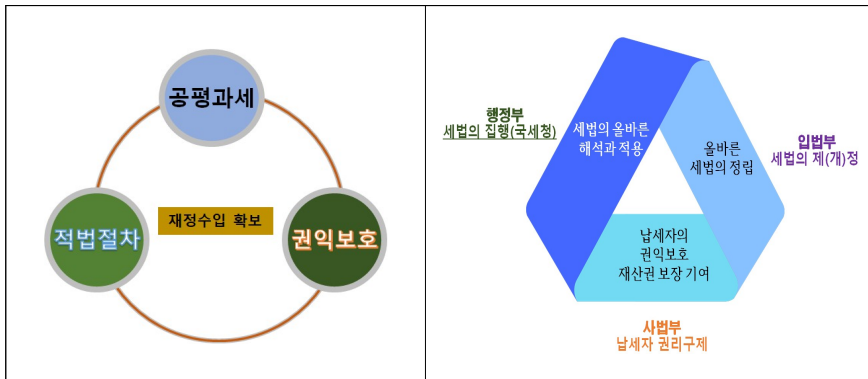 공평과세
적법절차
재정수입 확보
권익보호
행정부
세법의 집행(국세청)
세법의 올바른
해석과 적용
올바른
세법의 정립
입법부
세법의 제(개)정
납세자의
권익보호
재산권 보장 기여
사법부
납세자 권리구제